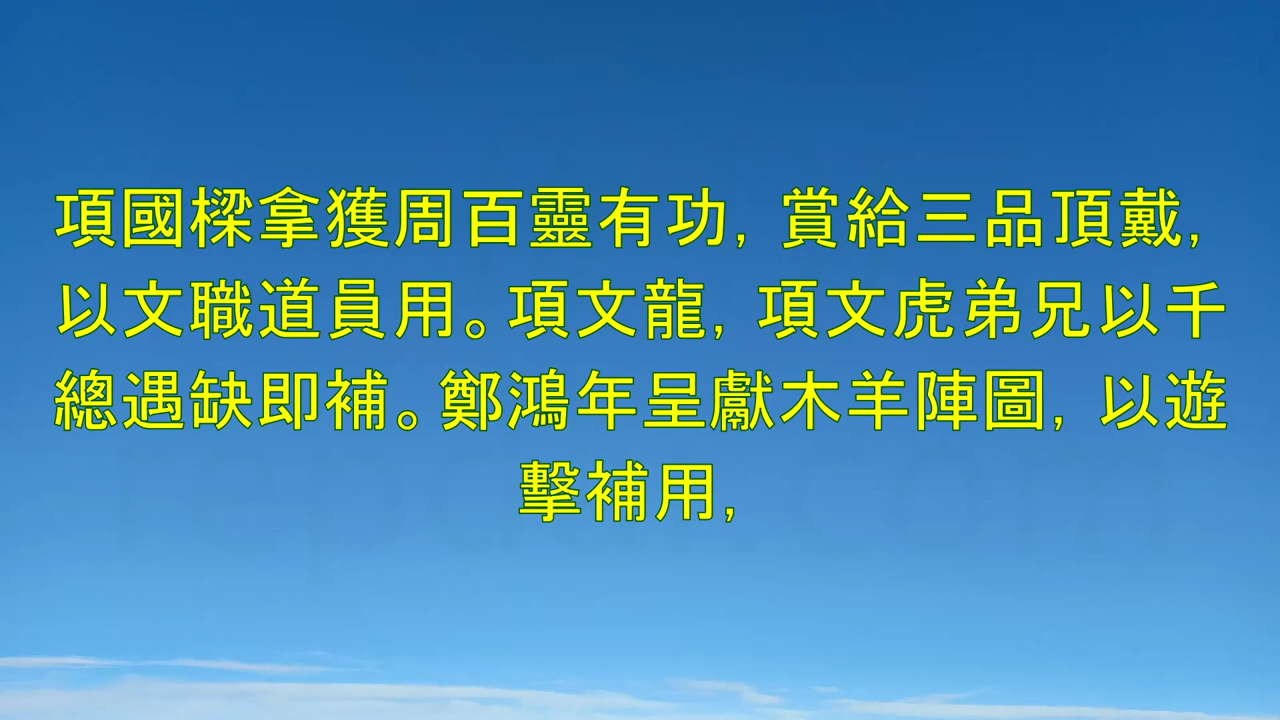 項國樑拿獲周百靈有功, 賞給三品頂戴,
以文職道員用。項文龍, 項文虎弟兄以千
總遇缺即補。鄭鴻年呈獻木羊陣圖, 以遊
擊補用,